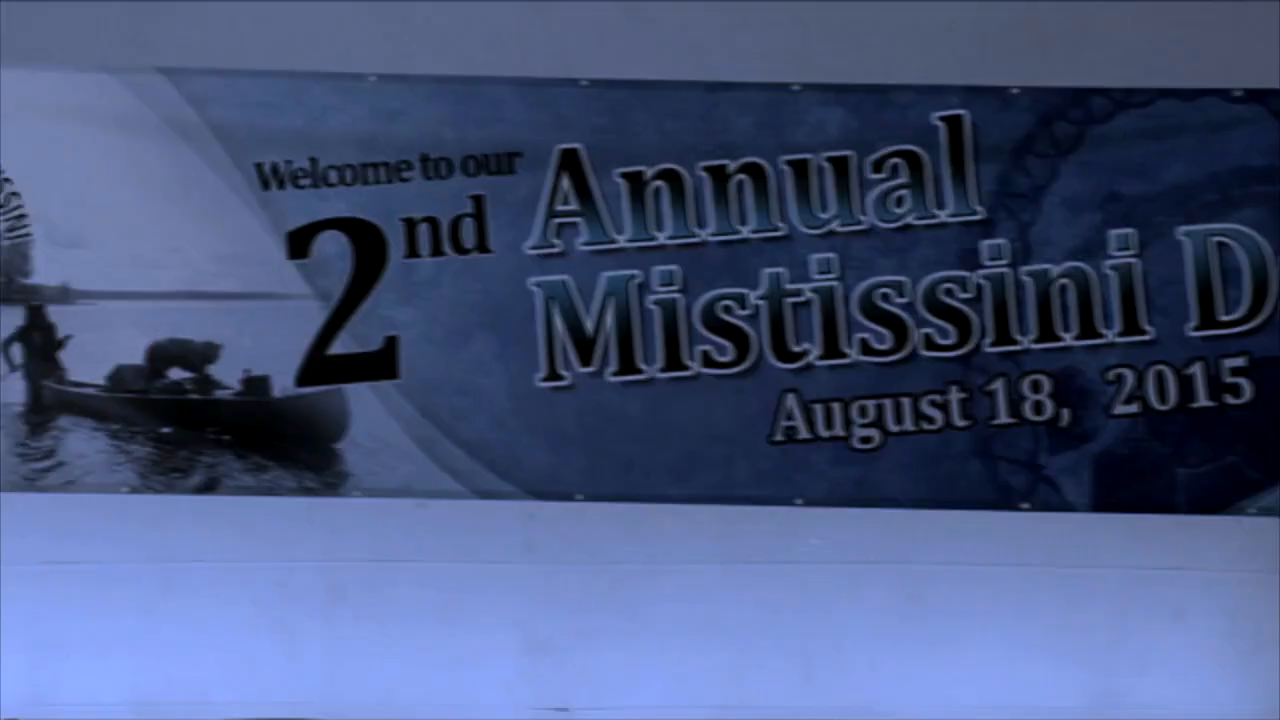 Welcome to our
2nd Annual
Mistissini D
August 18, 2015